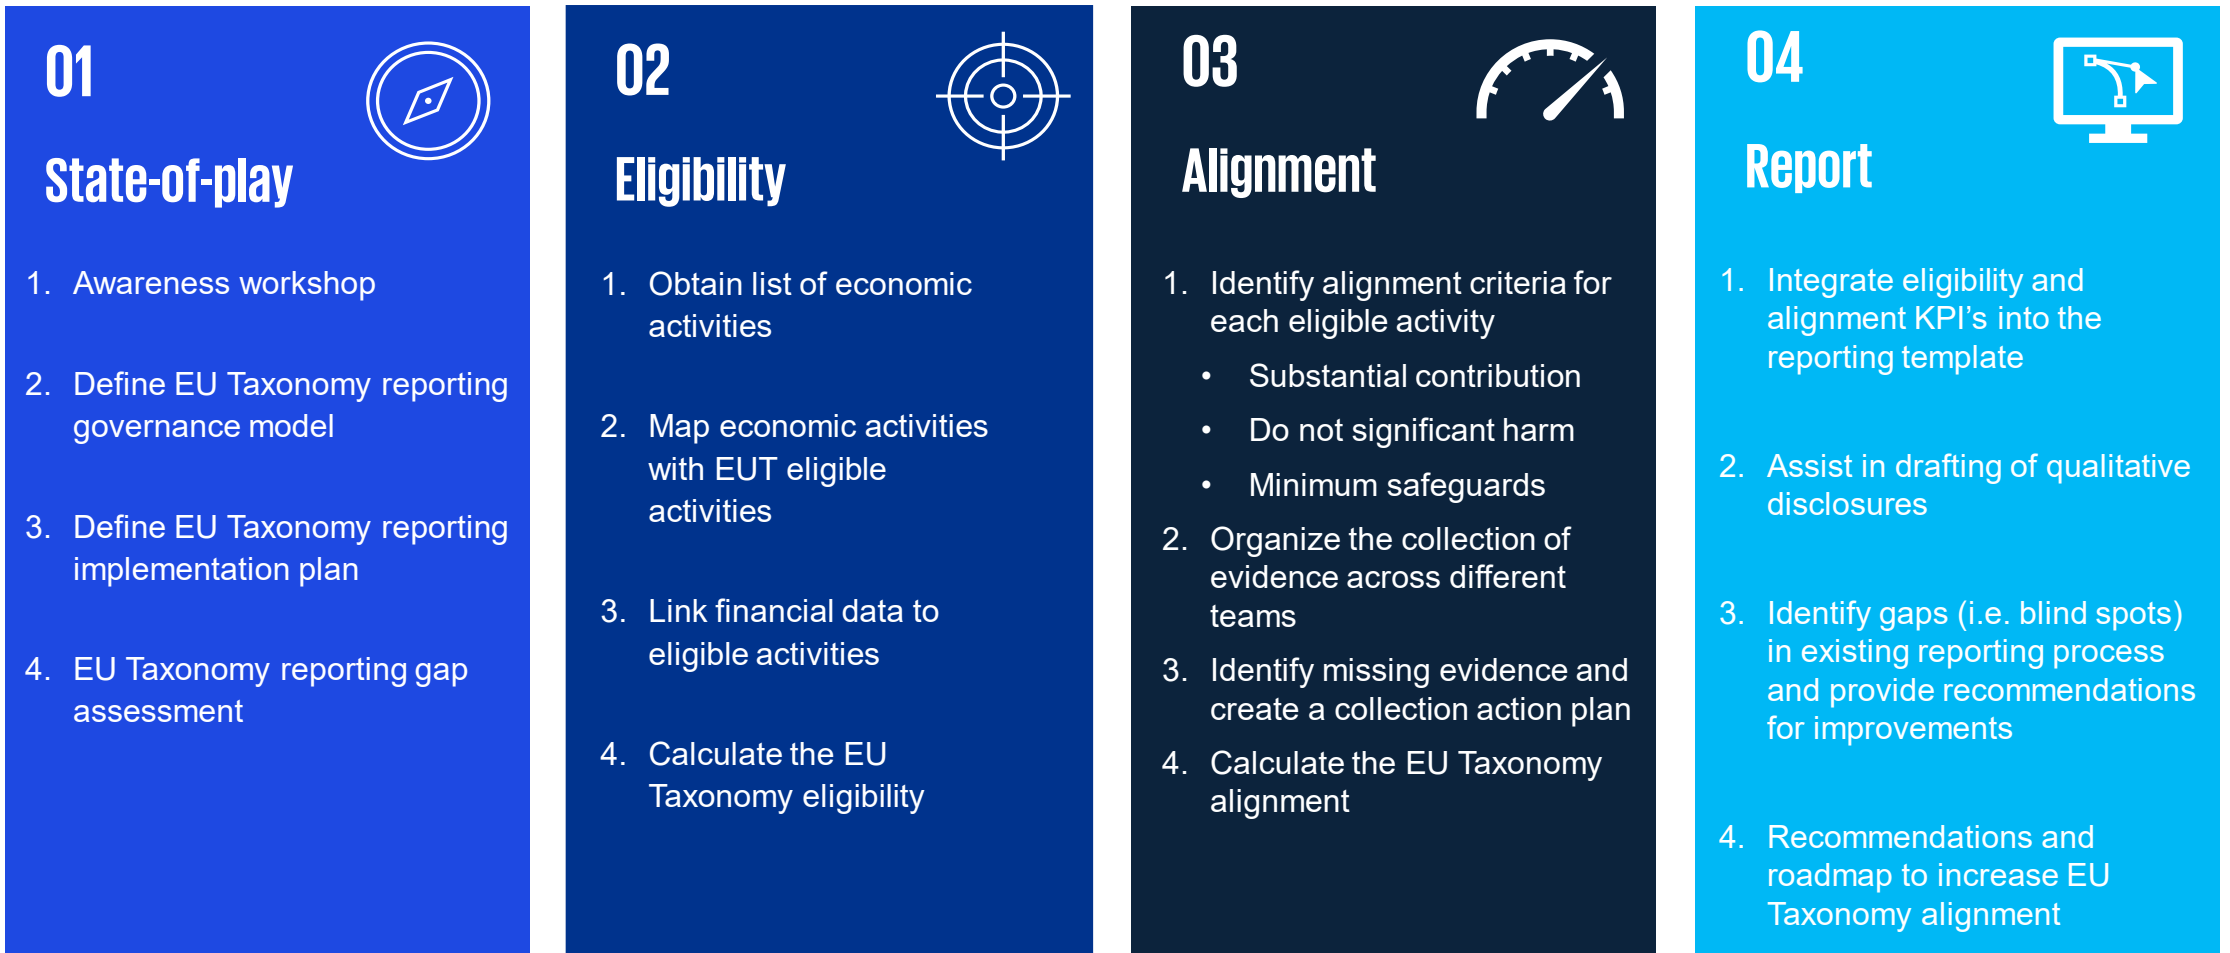 01
State-of-play
1. Awareness workshop
2. Define EU Taxonomy reporting
governance model
3. Define EU Taxonomy reporting
implementation plan
4. EU Taxonomy reporting gap
assessment
02
Eligibility
1. Obtain list of economic
activities
2. Map economic activities
with EUT eligible
activities
3. Link financial data to
eligible activities
4. Calculate the EU
Taxonomy eligibility
03
Alignment
1. Identify alignment criteria for
each eligible activity
• Substantial contribution
• Do not significant harm
• Minimum safeguards
2. Organize the collection of
evidence across different
teams
3. Identify missing evidence and
create a collection action plan
4. Calculate the EU Taxonomy
alignment
04
Report
1. Integrate eligibility and
alignment KPI’s into the
reporting template
2. Assist in drafting of qualitative
disclosures
3. Identify gaps (i.e. blind spots)
in existing reporting process
and provide recommendations
for improvements
4. Recommendations and
roadmap to increase EU
Taxonomy alignment